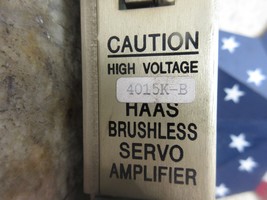 CAUTION
HIGH VOLTAGE
4015K-B
HAAS
BRUSHLESS
SERVO
AMPLIFIER